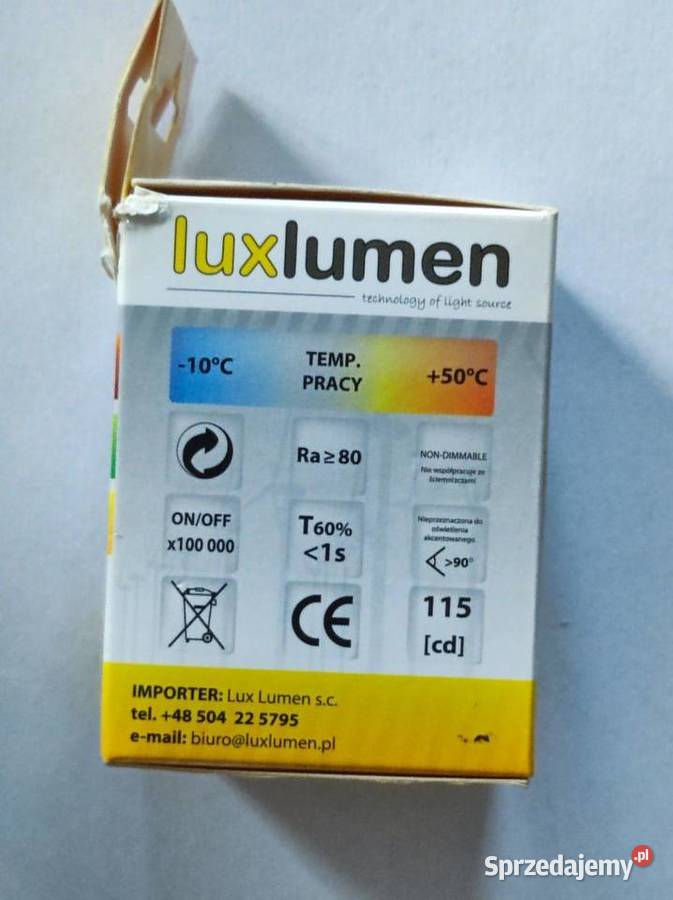 luxlumen
technology of light source
-10°C TEMP. PRACY +50°C
Ra≥80
NON-DIMMABLE
Nie współpracuje ze
ściemniaczami
ON/OFF
x100 000
T60%
<1s
Nieprzeznaczona do
oświetlenia
akcentowanego
>90°
CE
115
[cd]
IMPORTER: Lux Lumen s.c.
tel. +48 504 22 5795
e-mail: biuro@luxlumen.pl
Sprzedajemy.pl